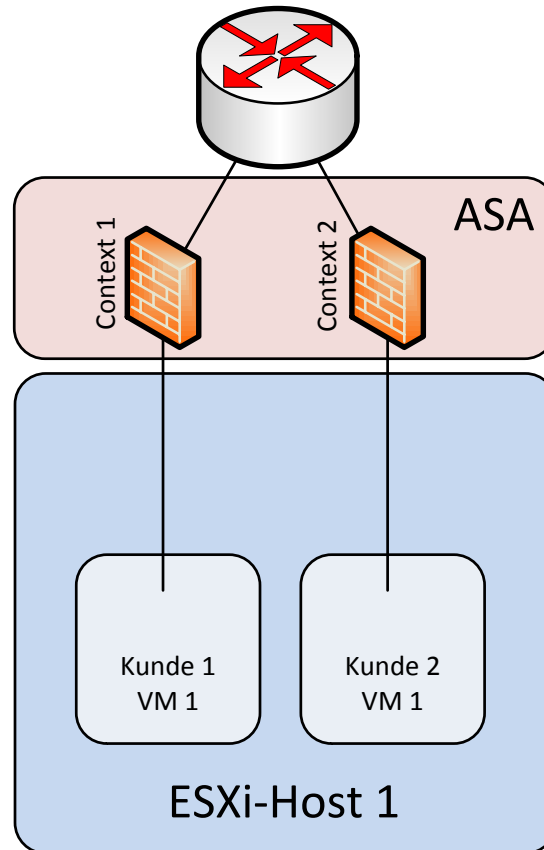 ASA
Context 1
Context 2
Kunde 1
VM 1
Kunde 2
VM 1
ESXi-Host 1